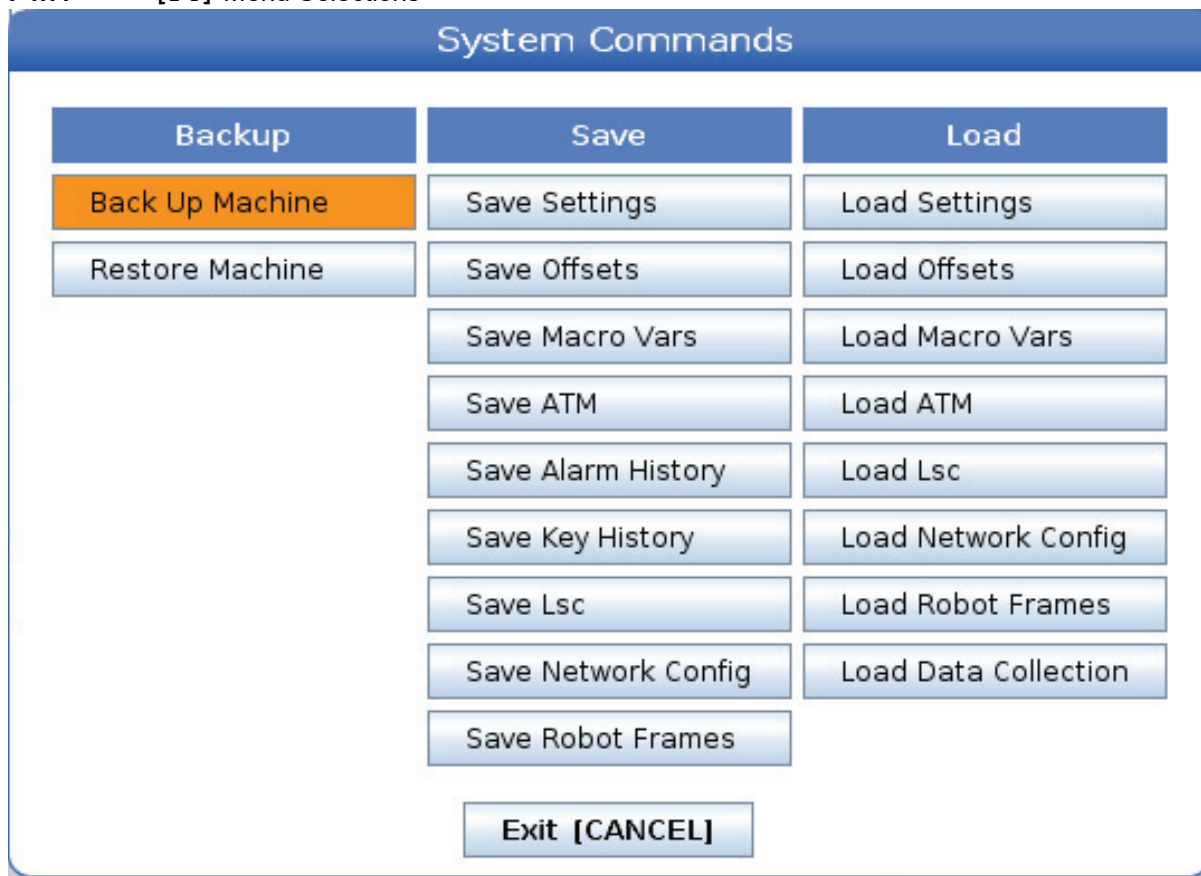 Menu Selections
System Commands
Backup Save Load
Back Up Machine Save Settings Load Settings
Restore Machine Save Offsets Load Offsets
Save Macro Vars Load Macro Vars
Save ATM Load ATM
Save Alarm History Load Lsc
Save Key History Load Network Config
Save Lsc Load Robot Frames
Save Network Config Load Data Collection
Save Robot Frames
Exit [CANCEL]